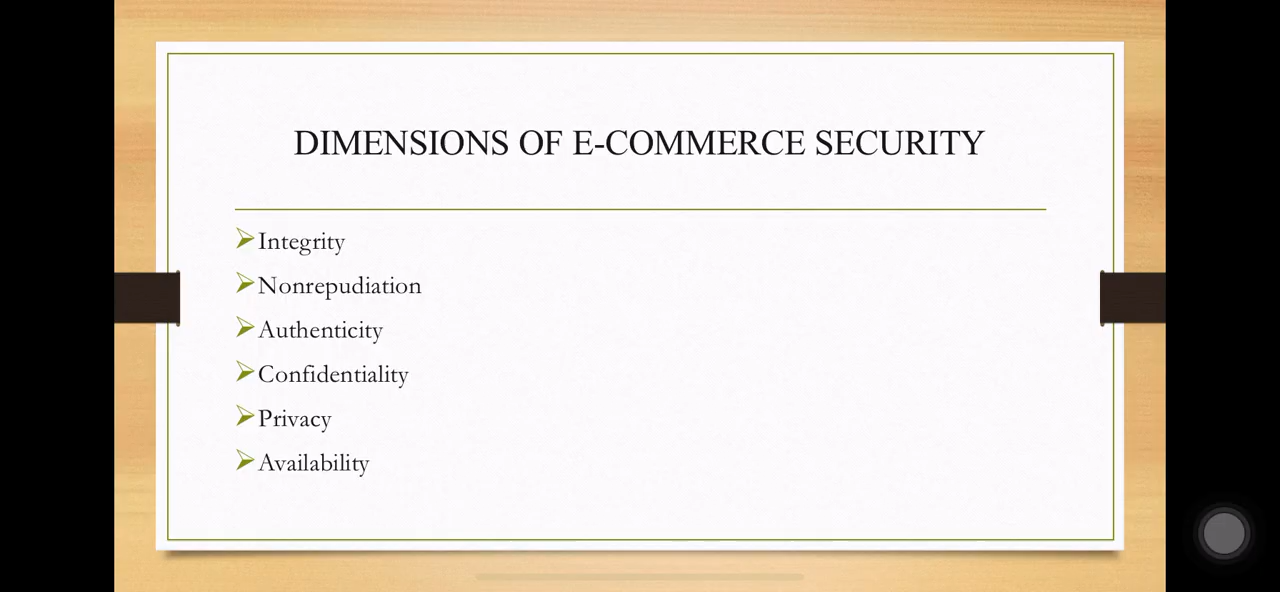 DIMENSIONS OF E-COMMERCE SECURITY
Integrity
Nonrepudiation
Authenticity
Confidentiality
Privacy
Availability